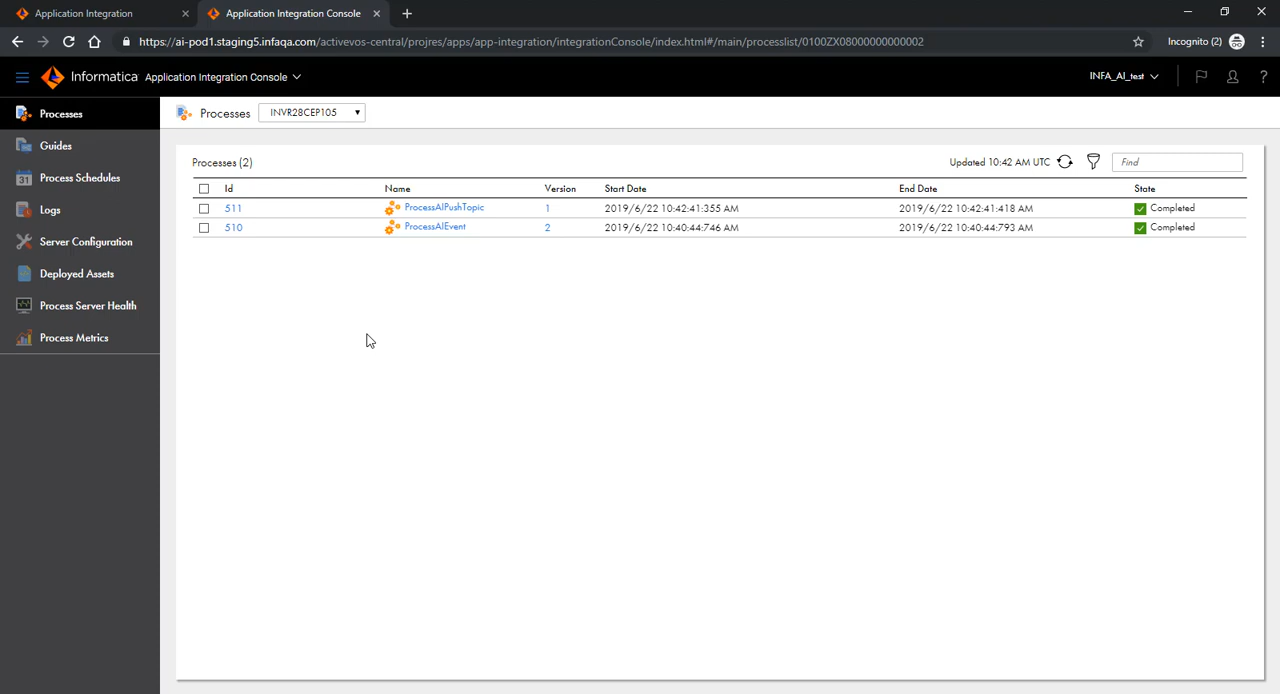 Application Integration
Application Integration Console
https://ai-pod1.staging5.infaqa.com/activevos-central/projres/apps/app-integration/integrationConsole/index.html#/main/processlist/0100ZX08000000000002
Incognito (2)
Informatica Application Integration Console
INFA_AI_test
?
Processes
Guides
31 Process Schedules
Logs
Server Configuration
Deployed Assets
Process Server Health
Process Metrics
Processes INVR28CEP105
Processes (2)
Updated 10:42 AM UTC
Find
Id Name Version Start Date End Date State
511 ProcessAIPushTopic 1 2019/6/22 10:42:41:355 AM 2019/6/22 10:42:41:418 AM Completed
510 ProcessAIEvent 2 2019/6/22 10:40:44:746 AM 2019/6/22 10:40:44:793 AM Completed